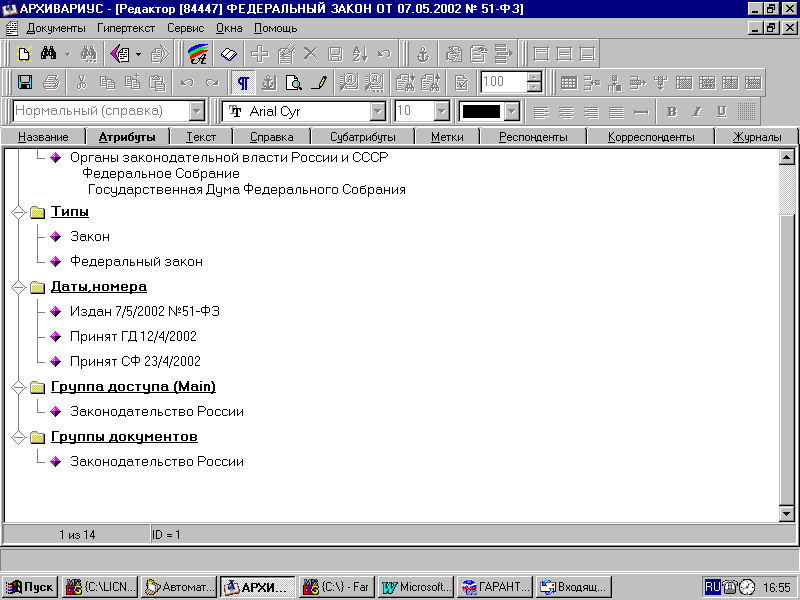 АРХИВАРИУС - [Редактор [84447] ФЕДЕРАЛЬНЫЙ ЗАКОН ОТ 07.05.2002 № 51-ФЗ]
Документы Гипертекст Сервис Окна Помощь
100
Нормальный (справка) Arial Cyr 10 B I U
Название Атрибуты Текст Справка Субатрибуты Метки Респонденты Корреспонденты Журналы
Органы законодательной власти России и СССР
Федеральное Собрание
Государственная Дума Федерального Собрания
Типы
Закон
Федеральный закон
Даты,номера
Издан 7/5/2002 №51-ФЗ
Принят ГД 12/4/2002
Принят СФ 23/4/2002
Группа доступа (Main)
Законодательство России
Группы документов
Законодательство России
1 из 14 ID = 1
Пуск {C:\LICN... Автомат... АРХИ... {C:\} - Far Microsoft... ГАРАНТ... Входящ... RU 16:55